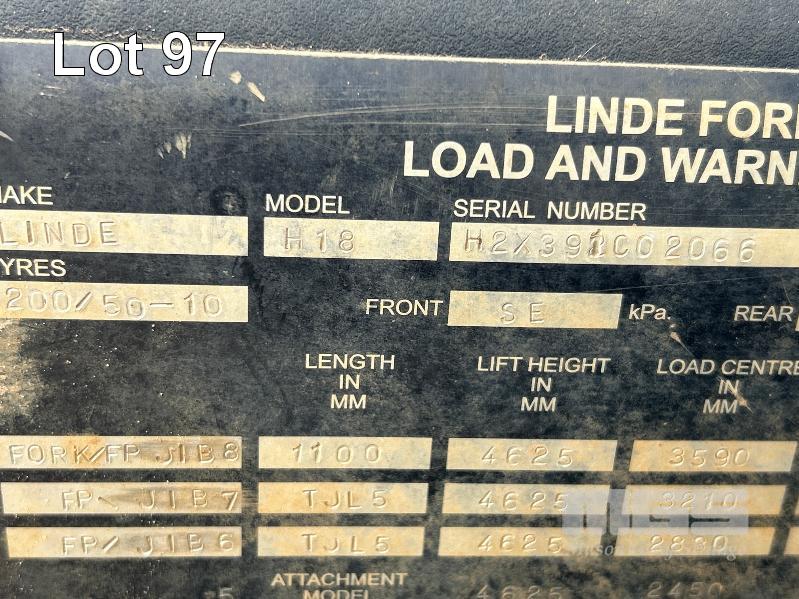 Lot 97
LINDE FOR
LOAD AND WARN
MAKE MODEL SERIAL NUMBER
LINDE H18
YRES
200/50-10 FRONT SE kPa. REAR
LENGTH IN MM
LIFT HEIGHT IN MM
LOAD CENTRE IN MM
FORK/FP JIB8 1100 4625 3590
FP JIB7 TJL5 4625 3210
FP/ JIB6 TJL5 4625 2830
ATTACHMENT MODEL 4625 2450
MGS